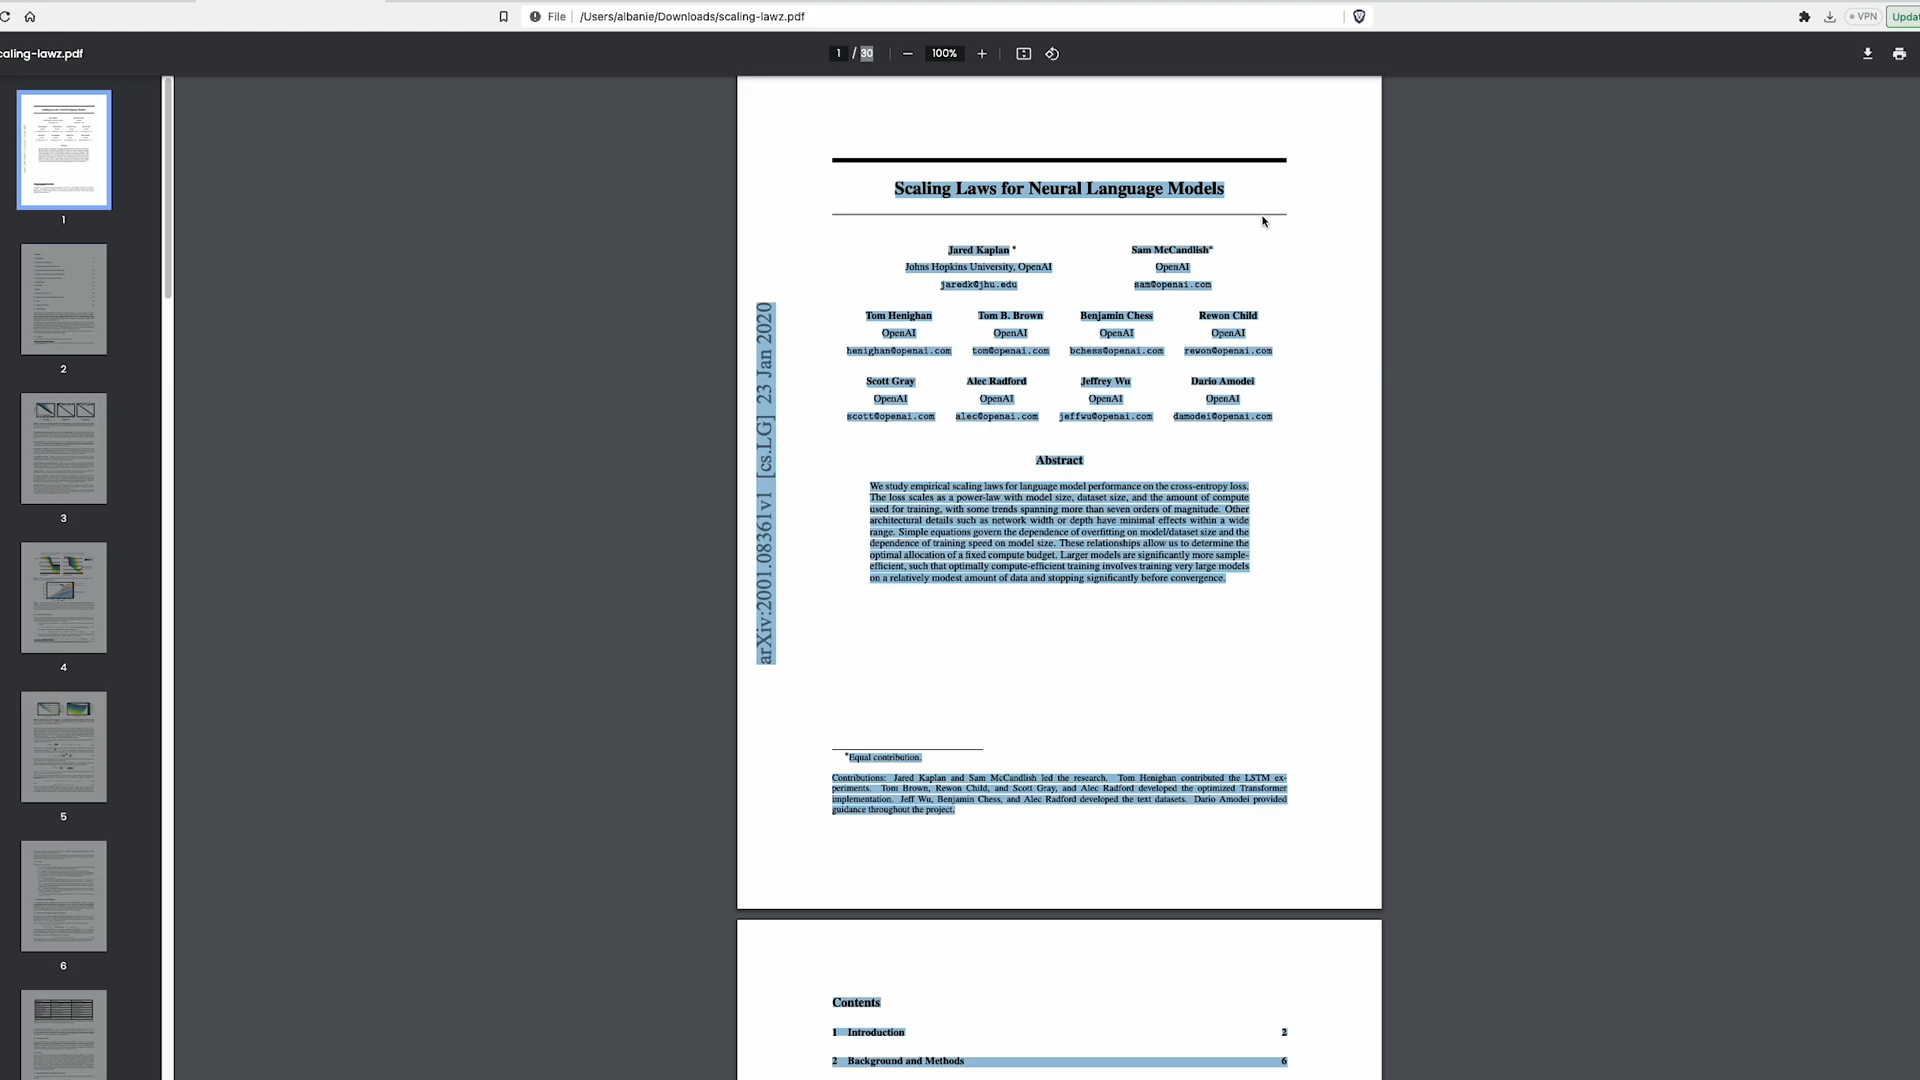 File
/Users/albanie/Downloads/scaling-lawz.pdf
VPN
caling-lawz.pdf
1 / 30
100%
1
2
3
4
5
6
Scaling Laws for Neural Language Models
Jared Kaplan *
Johns Hopkins University, OpenAI
jaredk@jhu.edu
Sam McCandlish*
OpenAI
sam@openai.com
Tom Henighan
OpenAI
henighan@openai.com
Tom B. Brown
OpenAI
tom@openai.com
Benjamin Chess
OpenAI
bchess@openai.com
Rewon Child
OpenAI
rewon@openai.com
Scott Gray
OpenAI
scott@openai.com
Alec Radford
OpenAI
alec@openai.com
Jeffrey Wu
OpenAI
jeffwu@openai.com
Dario Amodei
OpenAI
damodei@openai.com
arXiv:2001.08361v1 [cs.LG] 23 Jan 2020
Abstract
We study empirical scaling laws for language model performance on the cross-entropy loss.
The loss scales as a power-law with model size, dataset size, and the amount of compute
used for training, with some trends spanning more than seven orders of magnitude. Other
architectural details such as network width or depth have minimal effects within a wide
range. Simple equations govern the dependence of overfitting on model/dataset size and the
dependence of training speed on model size. These relationships allow us to determine the
optimal allocation of a fixed compute budget. Larger models are significantly more sample-
efficient, such that optimally compute-efficient training involves training very large models
on a relatively modest amount of data and stopping significantly before convergence.
*Equal contribution.
Contributions: Jared Kaplan and Sam McCandlish led the research. Tom Henighan contributed the LSTM ex-
periments. Tom Brown, Rewon Child, and Scott Gray, and Alec Radford developed the optimized Transformer
implementation. Jeff Wu, Benjamin Chess, and Alec Radford developed the text datasets. Dario Amodei provided
guidance throughout the project.
Contents
1 Introduction 2
2 Background and Methods 6